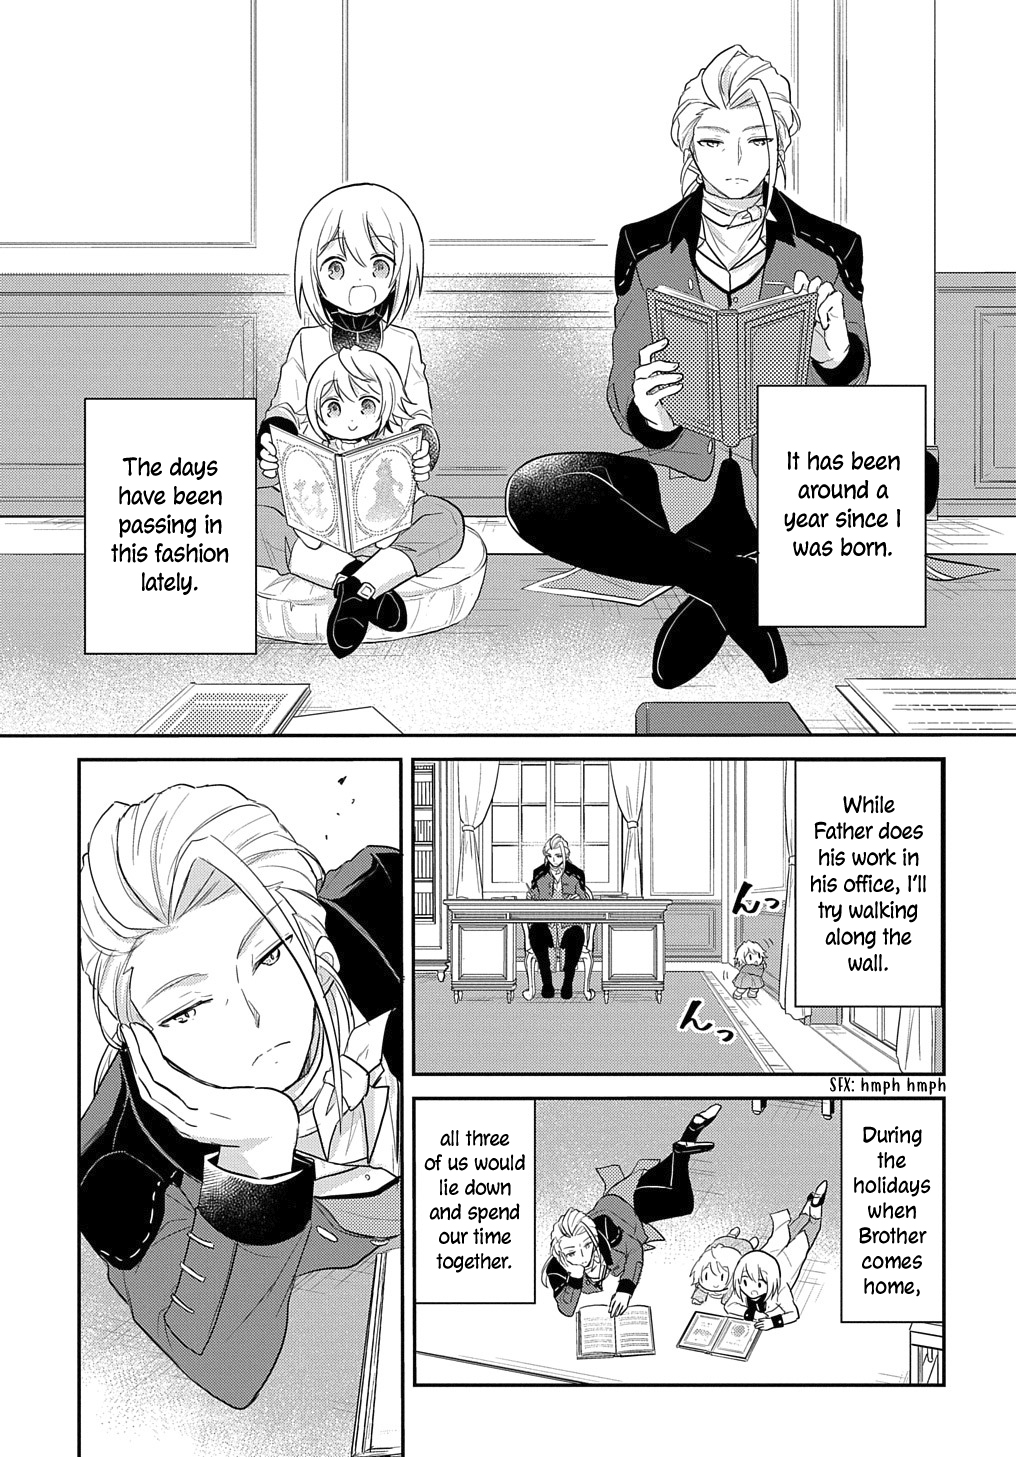 It has been
around a
year since I
was born.
The days
have been
passing in
this fashion
lately.
While
Father does
his work in
his office, I'll
try walking
along the
wall.
んっ
んっ
SFX: hmph hmph
During
the
holidays
when
Brother
comes
home,
all three
of us would
lie down
and spend
our time
together.